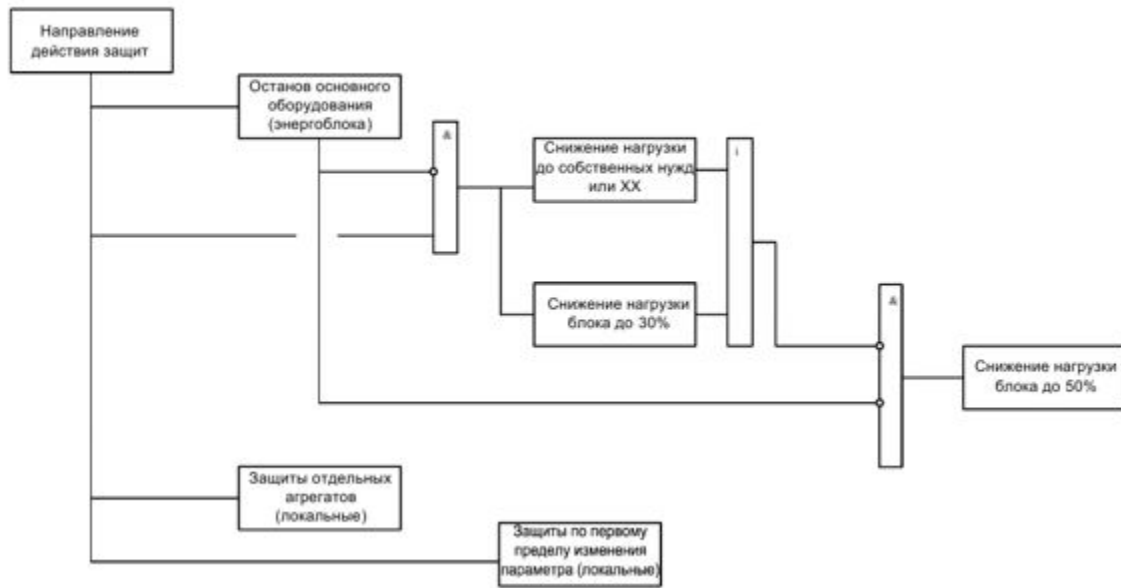 Направление
действия защит
Останов основного
оборудования
(энергоблока)
&
Снижение нагрузки
до собственных нужд
или ХХ
Снижение нагрузки
блока до 30%
&
Снижение нагрузки
блока до 50%
Защиты отдельных
агрегатов
(локальные)
Защиты по первому
пределу изменения
параметра (локальные)